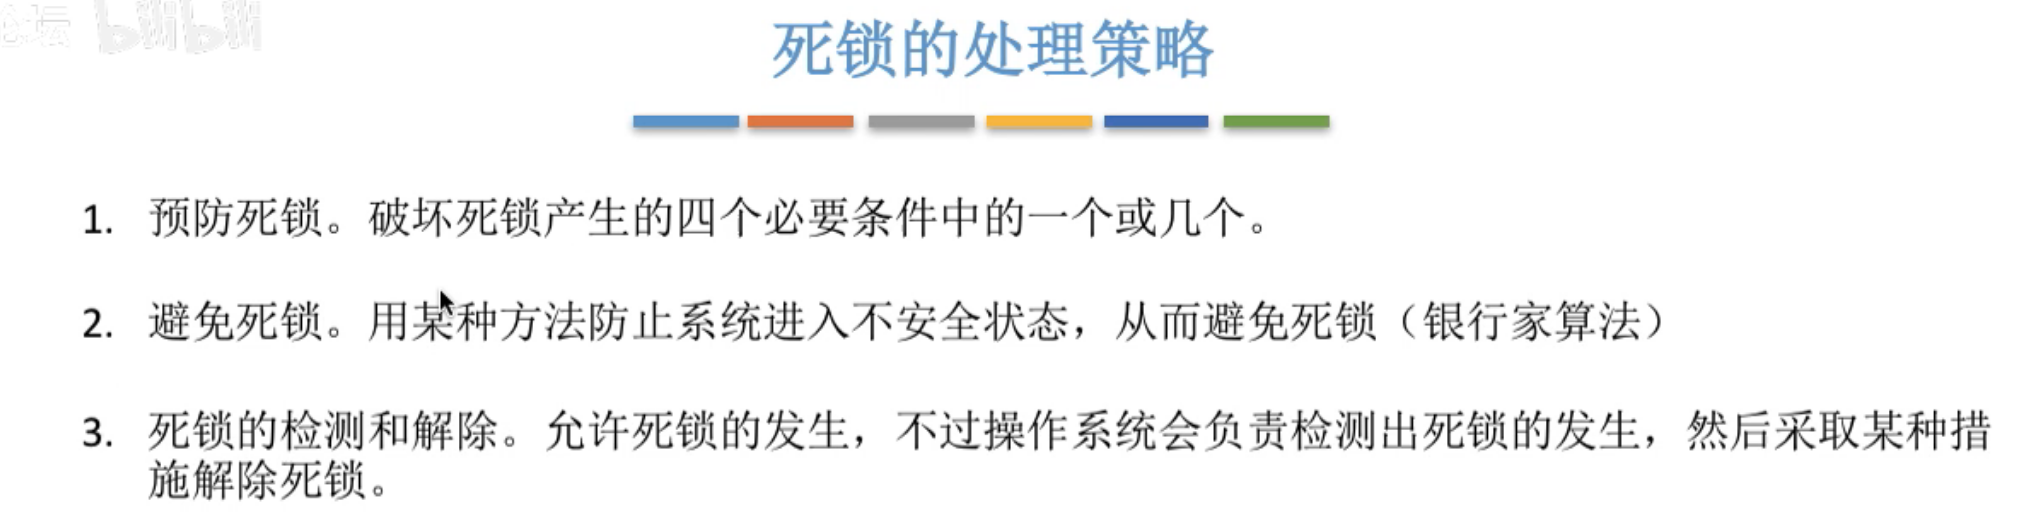 论坛 bilibili
死锁的处理策略
1. 预防死锁。破坏死锁产生的四个必要条件中的一个或几个。
2. 避免死锁。用某种方法防止系统进入不安全状态，从而避免死锁（银行家算法）
3. 死锁的检测和解除。允许死锁的发生，不过操作系统会负责检测出死锁的发生，然后采取某种措
施解除死锁。